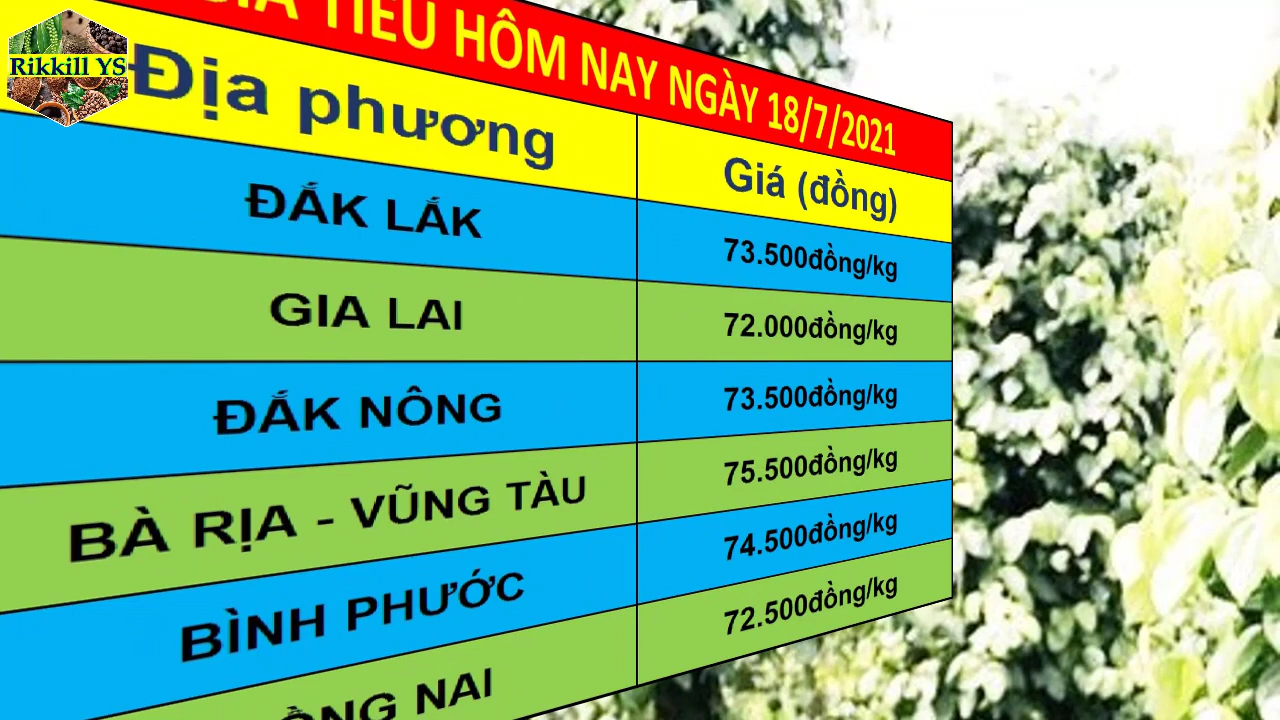 Rikkill YS
TIÊU HÔM NAY NGÀY 18/7/2021
Địa phương Giá (đồng)
ĐẮK LẮK 73.500đồng/kg
GIA LAI 72.000đồng/kg
ĐẮK NÔNG 73.500đồng/kg
BÀ RỊA - VŨNG TÀU 75.500đồng/kg
BÌNH PHƯỚC 74.500đồng/kg
NAI 72.500đồng/kg